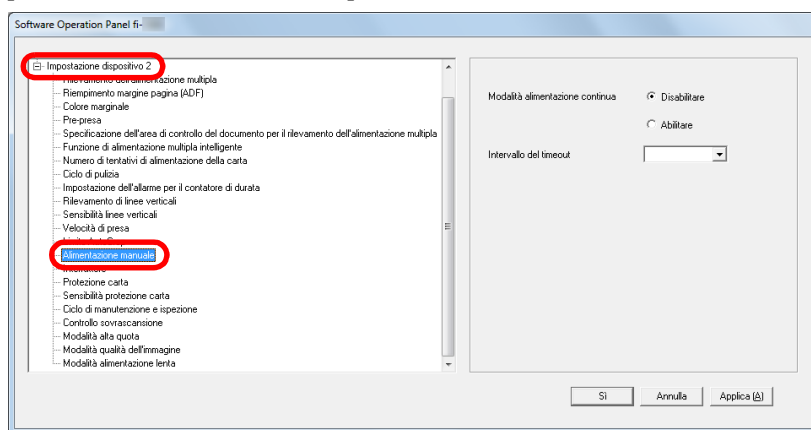 Software Operation Panel fi-
Impostazione dispositivo 2
Rilevamento dell'alimentazione multipla
Riempimento margine pagina (ADF)
Colore marginale
Pre-presa
Specificazione dell'area di controllo del documento per il rilevamento dell'alimentazione multipla
Funzione di alimentazione multipla intelligente
Numero di tentativi di alimentazione della carta
Ciclo di pulizia
Impostazione dell'allarme per il contatore di durata
Rilevamento di linee verticali
Sensibilità linee verticali
Velocità di presa
Alimentazione manuale
Protezione carta
Sensibilità protezione carta
Ciclo di manutenzione e ispezione
Controllo sovrascansione
Modalità alta quota
Modalità qualità dell'immagine
Modalità alimentazione lenta
Modalità alimentazione continua
Disabilitare
Abilitare
Intervallo del timeout
Sì
Annulla
Applica (A)